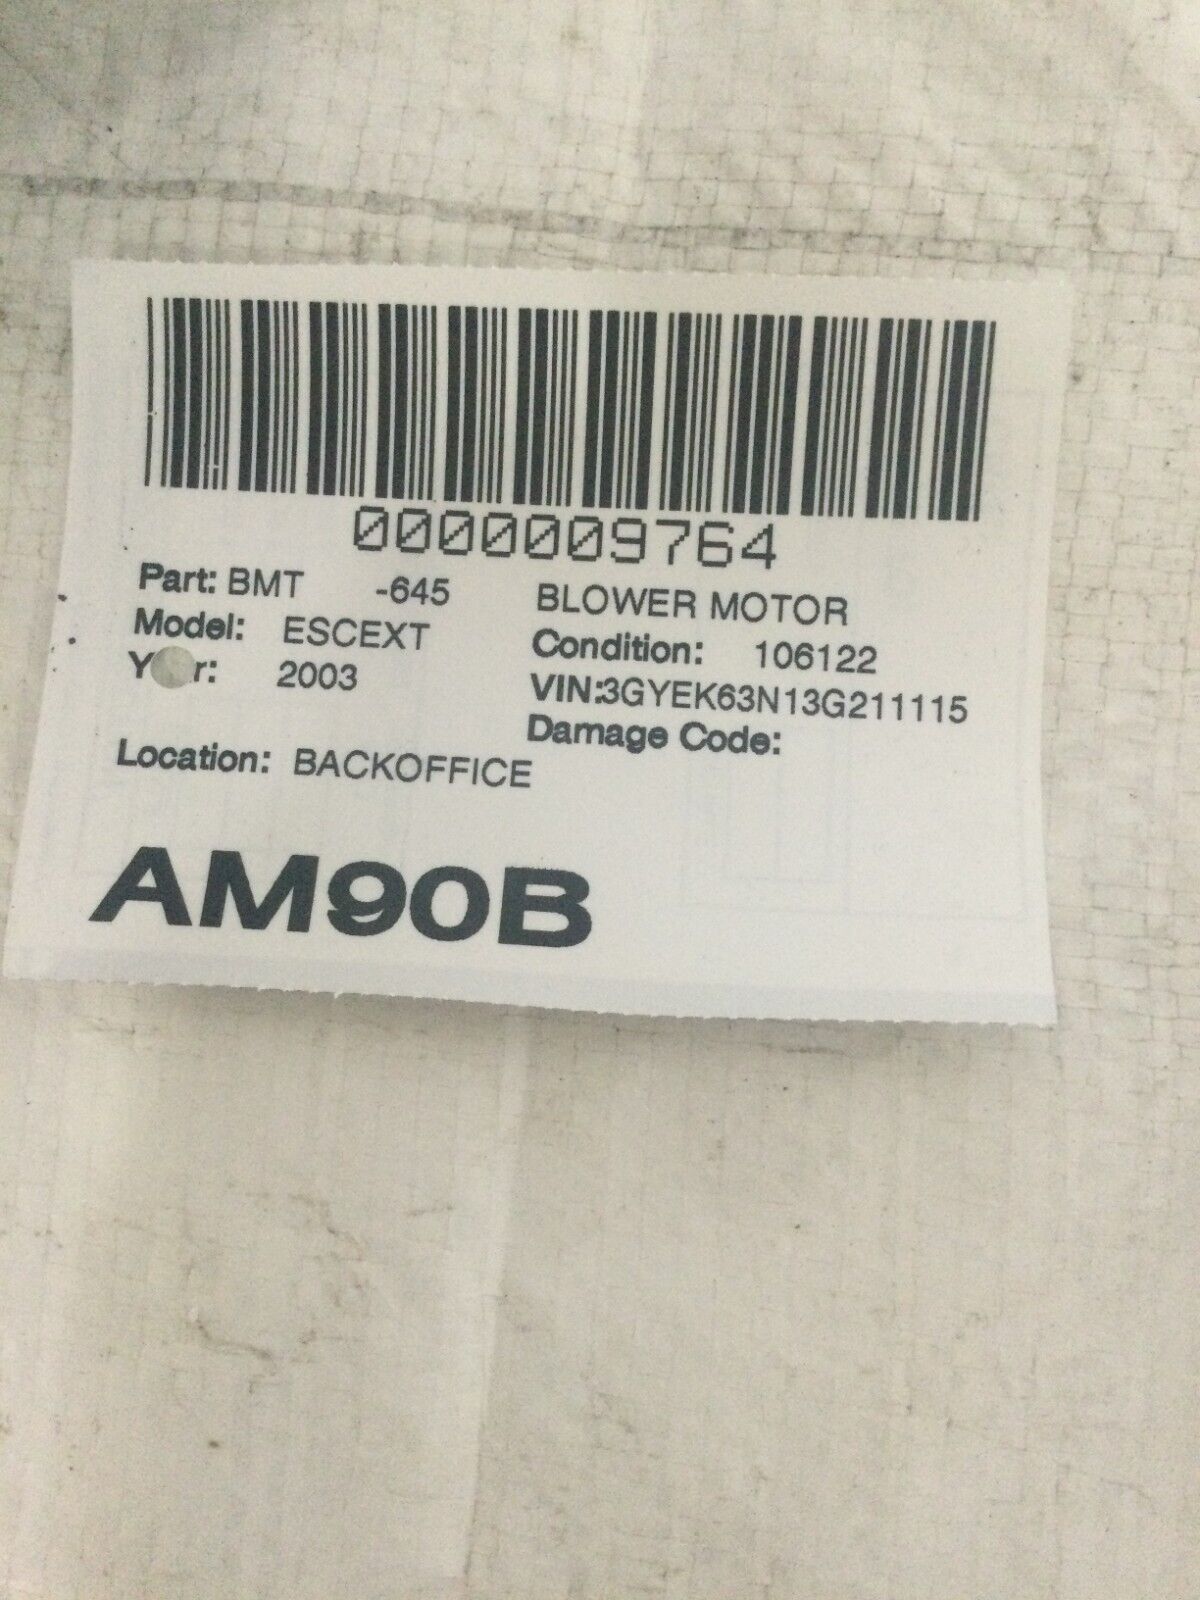 0000009764
Part: BMT -645 BLOWER MOTOR
Model: ESCEXT Condition: 106122
Y r: 2003 VIN:3GYEK63N13G211115
Damage Code:
Location: BACKOFFICE
AM90B